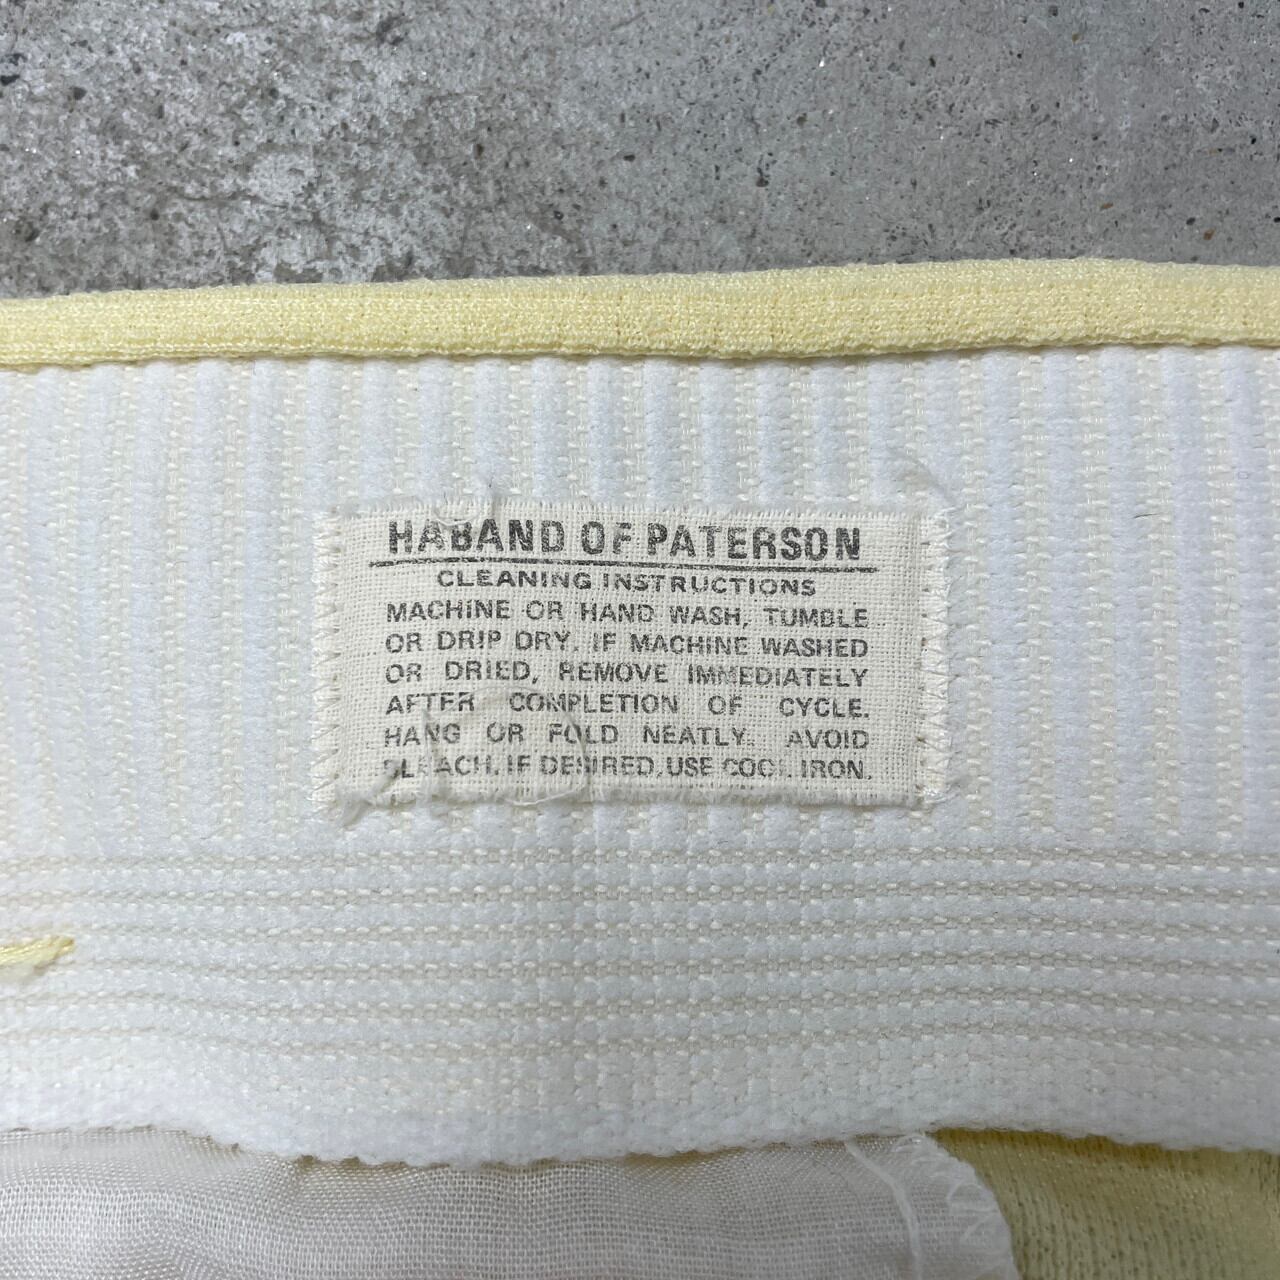 HABAND OF PATERSON
CLEANING INSTRUCTIONS
MACHINE OR HAND WASH, TUMBLE
OR DRIP DRY. IF MACHINE WASHED
OR DRIED, REMOVE IMMEDIATELY
AFTER COMPLETION OF CYCLE.
HANG OR FOLD NEATLY. AVOID
BLEACH. IF DESIRED, USE COOL IRON.